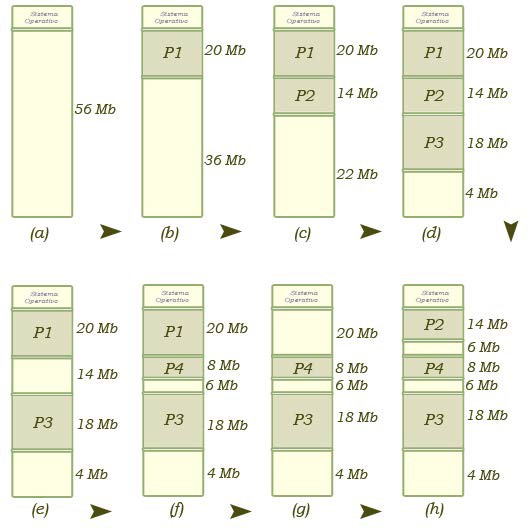 Sistema
Operativo
56 Mb
(a)
Sistema
Operativo
P1
20 Mb
36 Mb
(b)
Sistema
Operativo
P1
20 Mb
P2
14 Mb
22 Mb
(c)
Sistema
Operativo
P1
20 Mb
P2
14 Mb
P3
18 Mb
4 Mb
(d)
Sistema
Operativo
P1
20 Mb
14 Mb
P3
18 Mb
4 Mb
(e)
Sistema
Operativo
P1
20 Mb
P4
8 Mb
6 Mb
P3
18 Mb
4 Mb
(f)
Sistema
Operativo
20 Mb
P4
8 Mb
6 Mb
P3
18 Mb
4 Mb
(g)
Sistema
Operativo
P2
14 Mb
6 Mb
P4
8 Mb
6 Mb
P3
18 Mb
4 Mb
(h)